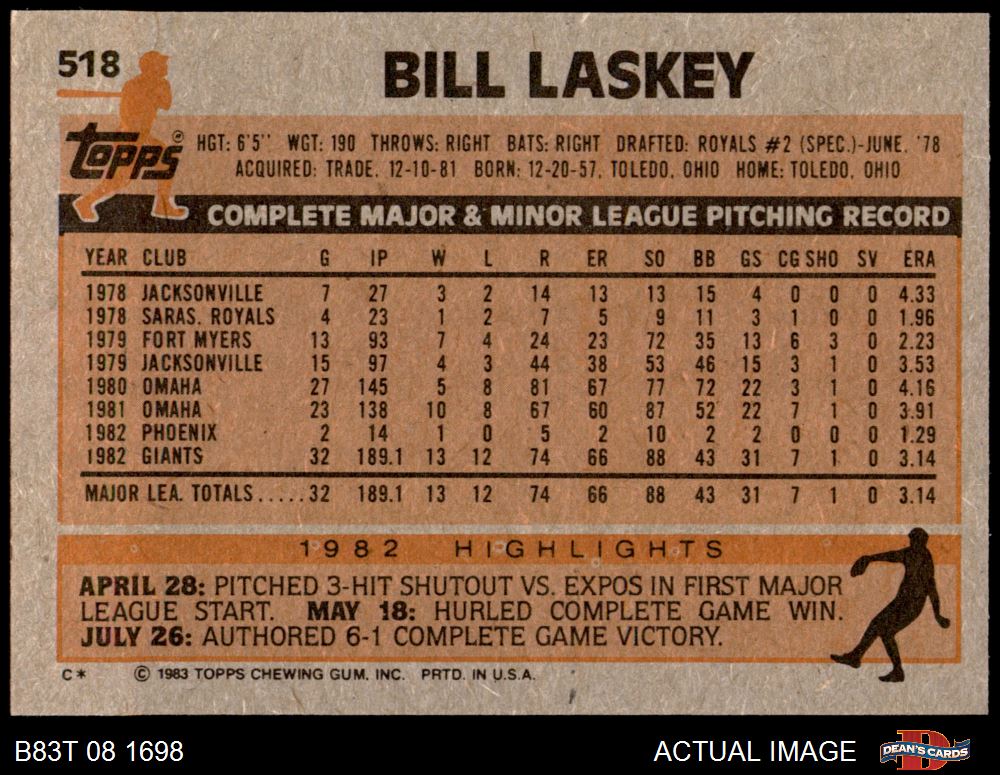 518 BILL LASKEY
Topps HGT: 6'5'' WGT: 190 THROWS: RIGHT BATS: RIGHT DRAFTED: ROYALS #2 (SPEC.)-JUNE, '78
ACQUIRED: TRADE, 12-10-81 BORN: 12-20-57, TOLEDO, OHIO HOME: TOLEDO, OHIO
COMPLETE MAJOR & MINOR LEAGUE PITCHING RECORD
YEAR CLUB G IP W L R ER SO BB GS CG SHO SV ERA
1978 JACKSONVILLE 7 27 3 2 14 13 13 15 4 0 0 0 4.33
1978 SARAS. ROYALS 4 23 1 2 7 5 9 11 3 1 0 0 1.96
1979 FORT MYERS 13 93 7 4 24 23 72 35 13 6 3 0 2.23
1979 JACKSONVILLE 15 97 4 3 44 38 53 46 15 3 1 0 3.53
1980 OMAHA 27 145 5 8 81 67 77 72 22 3 1 0 4.16
1981 OMAHA 23 138 10 8 67 60 87 52 22 7 1 0 3.91
1982 PHOENIX 2 14 1 0 5 2 10 2 2 0 0 0 1.29
1982 GIANTS 32 189.1 13 12 74 66 88 43 31 7 1 0 3.14
MAJOR LEA. TOTALS.....32 189.1 13 12 74 66 88 43 31 7 1 0 3.14
1982 HIGHLIGHTS
APRIL 28: PITCHED 3-HIT SHUTOUT VS. EXPOS IN FIRST MAJOR
LEAGUE START. MAY 18: HURLED COMPLETE GAME WIN.
JULY 26: AUTHORED 6-1 COMPLETE GAME VICTORY.
C* © 1983 TOPPS CHEWING GUM, INC. PRTD. IN U.S.A.
B83T 08 1698 ACTUAL IMAGE DEAN'S CARDS